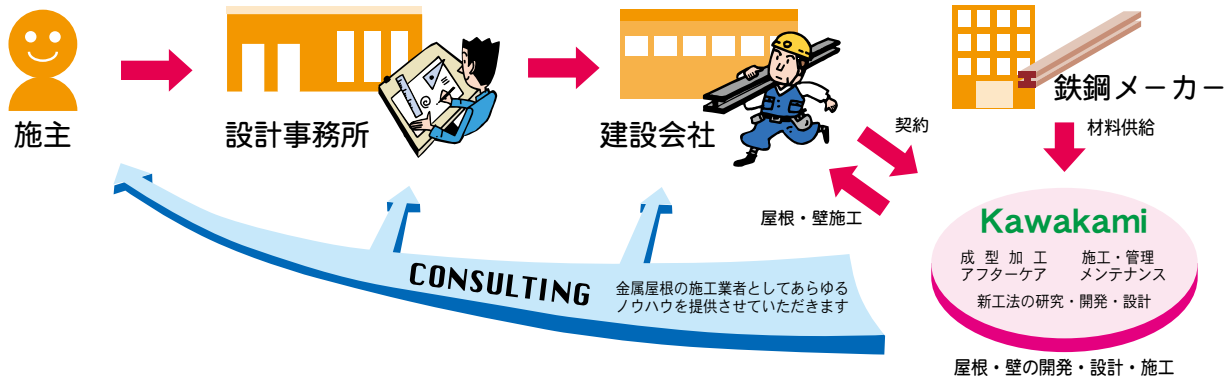 施主
設計事務所
建設会社
鉄鋼メーカー
契約
材料供給
屋根・壁施工
Kawakami
成型加工 施工・管理
アフターケア メンテナンス
新工法の研究・開発・設計
屋根・壁の開発・設計・施工
CONSULTING
金属屋根の施工業者としてあらゆる
ノウハウを提供させていただきます